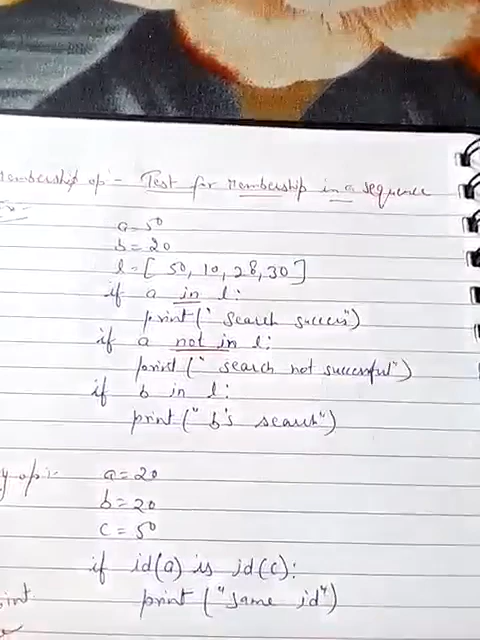 Membership op:- Test for membership in a sequence
Ex:-
a=50
b=20
l=[50, 10, 28, 30]
if a in l:
print(" search success")
if a not in l:
print(" search not successful")
if b in l:
print(" b's search")
y op:-
a=20
b=20
c=50
if id(a) is id(c):
print ("same id")